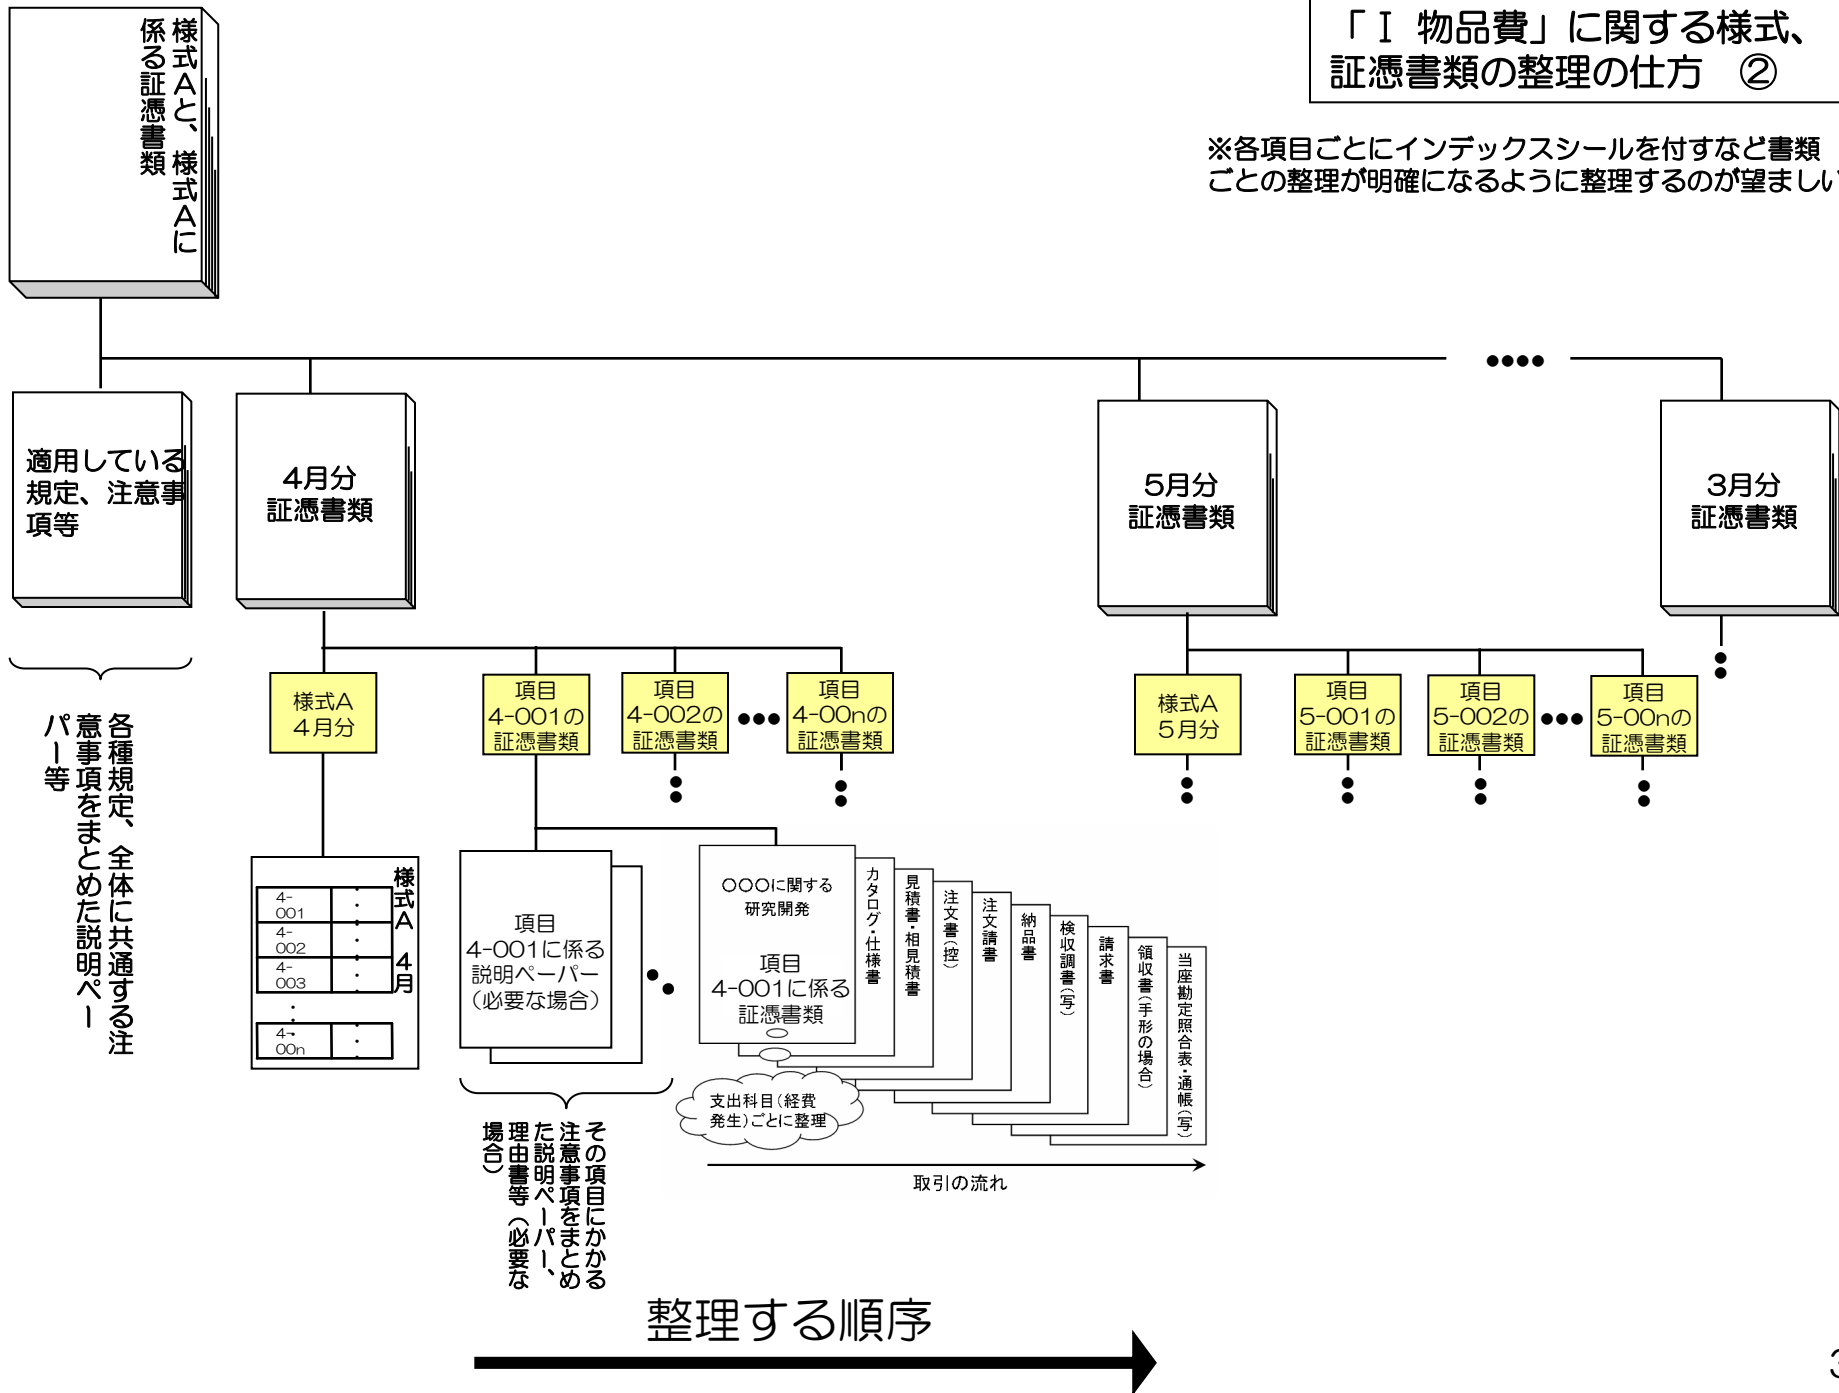 「Ⅰ 物品費」に関する様式、
証憑書類の整理の仕方 ②
※各項目ごとにインデックスシールを付すなど書類
ごとの整理が明確になるように整理するのが望ましい
様式Aと、様式Aに
係る証憑書類
適用している
規定、注意事
項等
4月分
証憑書類
5月分
証憑書類
••••
3月分
証憑書類
各種規定、全体に共通する注
意事項をまとめた説明ペー
パー等
様式A
4月分
項目
4-001の
証憑書類
項目
4-002の
証憑書類
•••
項目
4-00nの
証憑書類
様式A
5月分
項目
5-001の
証憑書類
項目
5-002の
証憑書類
•••
項目
5-00nの
証憑書類
様式A 4月
4-
001
4-
002
4-
003
4-
00n
項目
4-001に係る
説明ペーパー
(必要な場合)
○○○に関する
研究開発
項目
4-001に係る
証憑書類
カタログ・仕様書
見積書・相見積書
注文書(控)
注文請書
納品書
検収調書(写)
請求書
領収書(手形の場合)
当座勘定照合表・通帳(写)
支出科目(経費
発生)ごとに整理
取引の流れ
その項目にかかる
注意事項をまとめ
た説明ペーパー、
理由書等(必要な
場合)
整理する順序